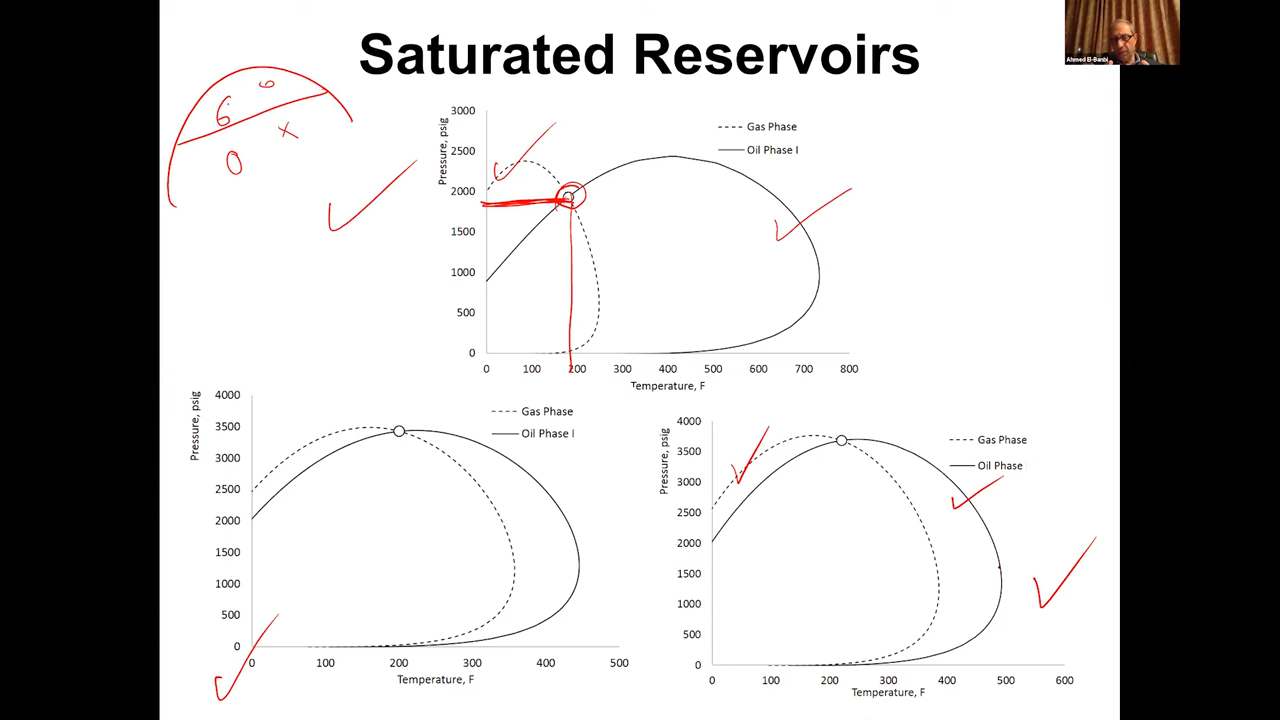 Saturated Reservoirs
Ahmed El-Banbi
G
G
O
x
Pressure, psig
3000
2500
2000
1500
1000
500
0
0 100 200 300 400 500 600 700 800
Temperature, F
Gas Phase
Oil Phase l
Pressure, psig
4000
3500
3000
2500
2000
1500
1000
500
0
0 100 200 300 400 500
Temperature, F
Gas Phase
Oil Phase l
Pressure, psig
4000
3500
3000
2500
2000
1500
1000
500
0
0 100 200 300 400 500 600
Temperature, F
Gas Phase
Oil Phase